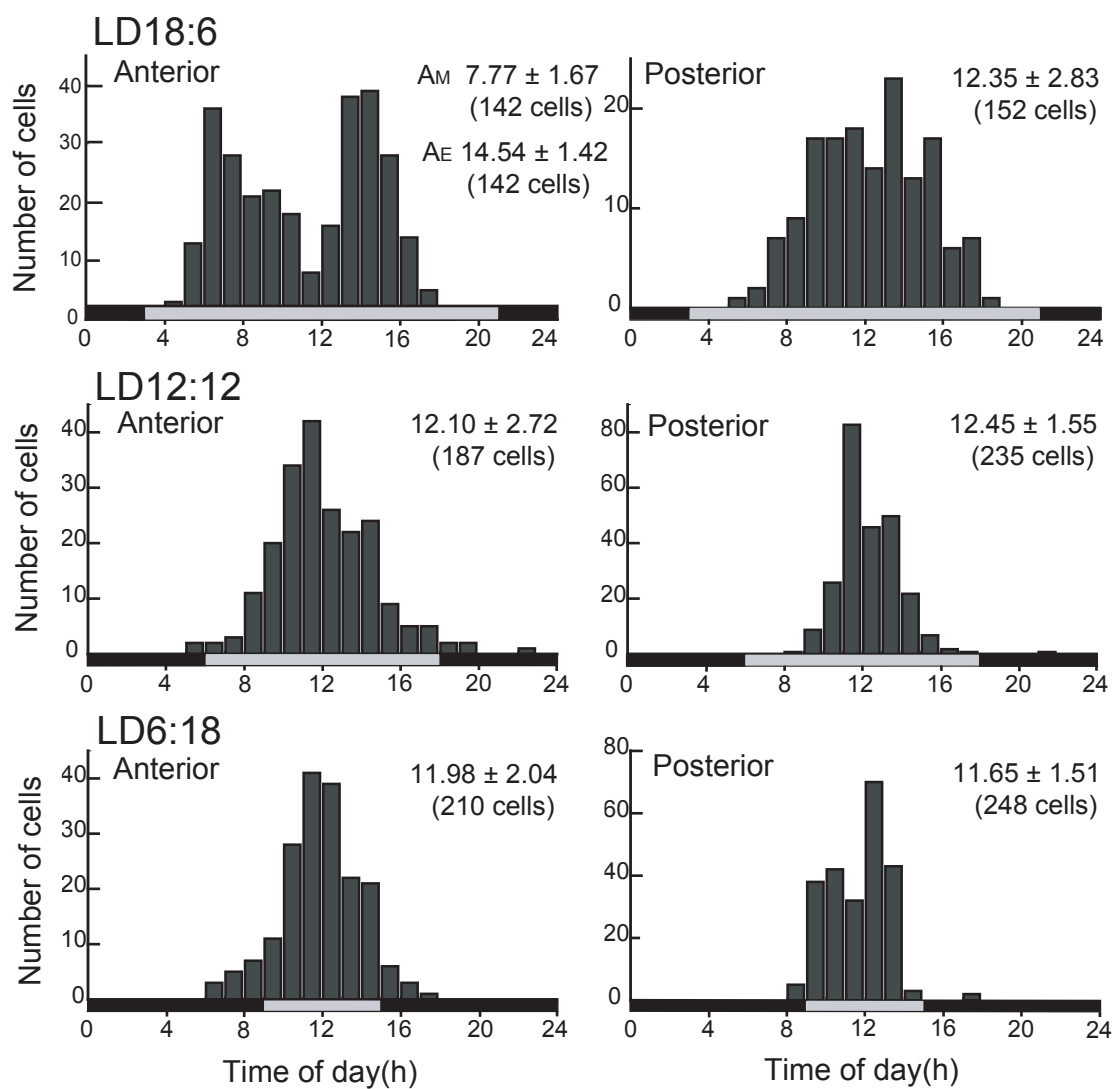 LD18:6
Anterior
AM 7.77 ± 1.67
(142 cells)
AE 14.54 ± 1.42
(142 cells)
Number of cells
40
30
20
10
0
0 4 8 12 16 20 24
Posterior
12.35 ± 2.83
(152 cells)
20
10
0
0 4 8 12 16 20 24
LD12:12
Anterior
12.10 ± 2.72
(187 cells)
Number of cells
40
30
20
10
0
0 4 8 12 16 20 24
Posterior
12.45 ± 1.55
(235 cells)
80
60
40
20
0
0 4 8 12 16 20 24
LD6:18
Anterior
11.98 ± 2.04
(210 cells)
Number of cells
40
30
20
10
0
0 4 8 12 16 20 24
Time of day(h)
Posterior
11.65 ± 1.51
(248 cells)
80
60
40
20
0
0 4 8 12 16 20 24
Time of day(h)